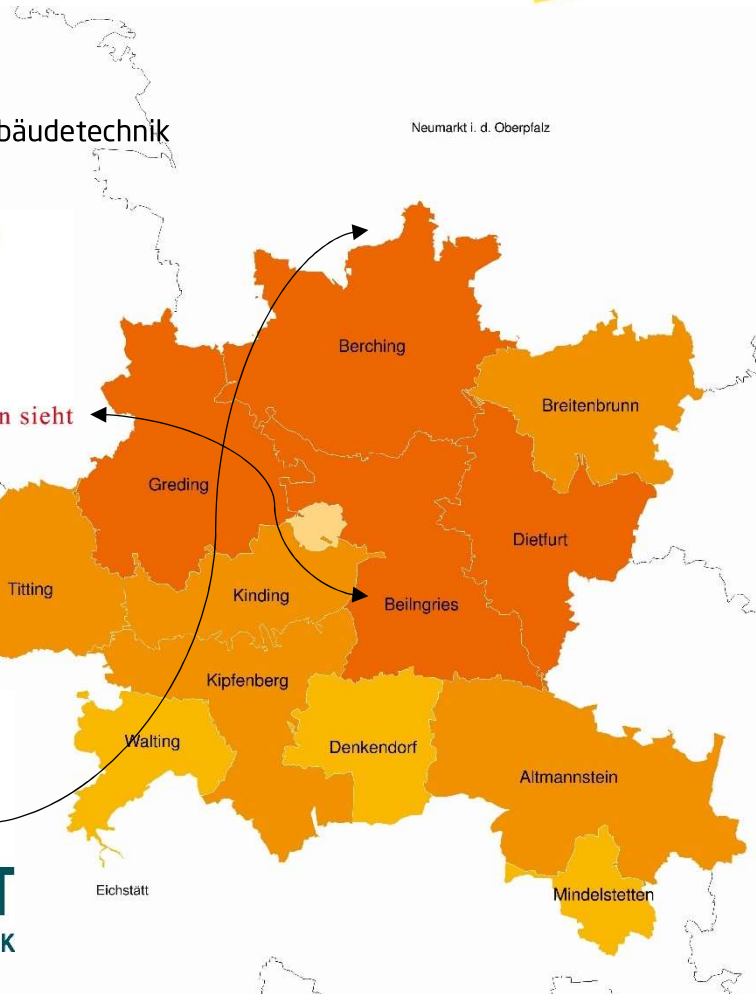 Neumarkt i. d. Oberpfalz
bäudetechnik
Berching
Breitenbrunn
n sieht
Greding
Dietfurt
Titting
Kinding
Beilngries
Kipfenberg
Walting
Denkendorf
Altmannstein
Eichstätt
Mindelstetten
T
K